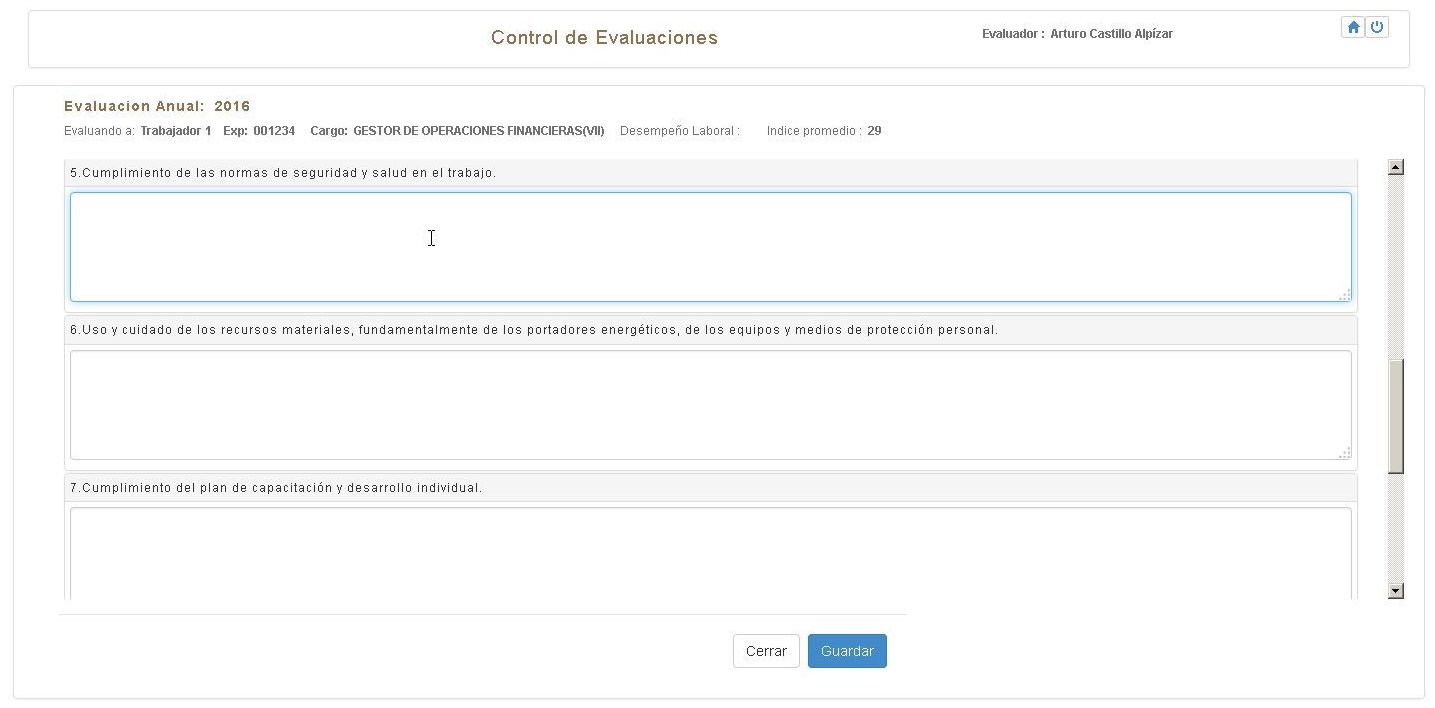 Control de Evaluaciones
Evaluador : Arturo Castillo Alpízar
Evaluacion Anual: 2016
Evaluando a: Trabajador 1 Exp: 001234 Cargo: GESTOR DE OPERACIONES FINANCIERAS(VII) Desempeño Laboral : Indice promedio : 29
5.Cumplimiento de las normas de seguridad y salud en el trabajo.
6.Uso y cuidado de los recursos materiales, fundamentalmente de los portadores energéticos, de los equipos y medios de protección personal.
7.Cumplimiento del plan de capacitación y desarrollo individual.
Cerrar
Guardar